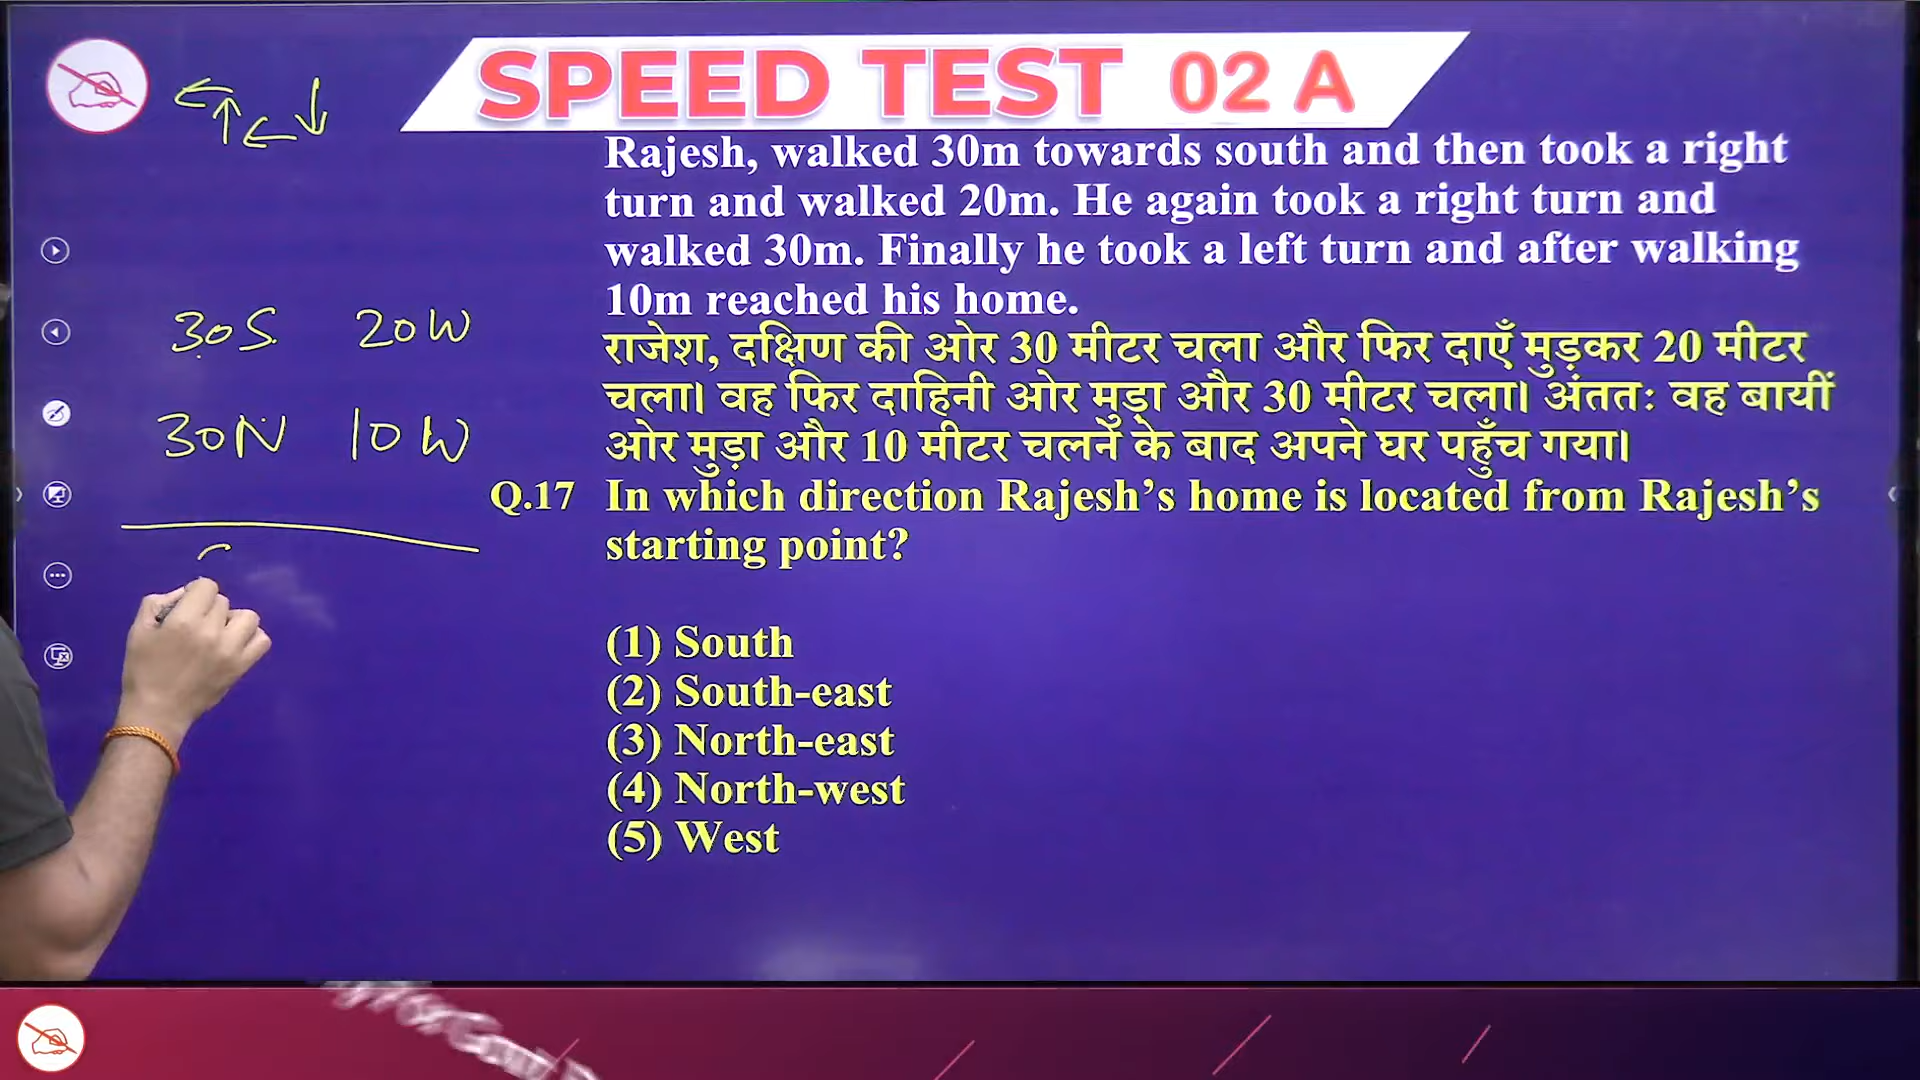 SPEED TEST 02 A
Rajesh, walked 30m towards south and then took a right
turn and walked 20m. He again took a right turn and
walked 30m. Finally he took a left turn and after walking
10m reached his home.
राजेश, दक्षिण की ओर 30 मीटर चला और फिर दाएँ मुड़कर 20 मीटर
चला। वह फिर दाहिनी ओर मुड़ा और 30 मीटर चला। अंततः वह बायीं
ओर मुड़ा और 10 मीटर चलने के बाद अपने घर पहुँच गया।
Q.17 In which direction Rajesh's home is located from Rajesh's
starting point?
(1) South
(2) South-east
(3) North-east
(4) North-west
(5) West
30S 20W
30N 10W